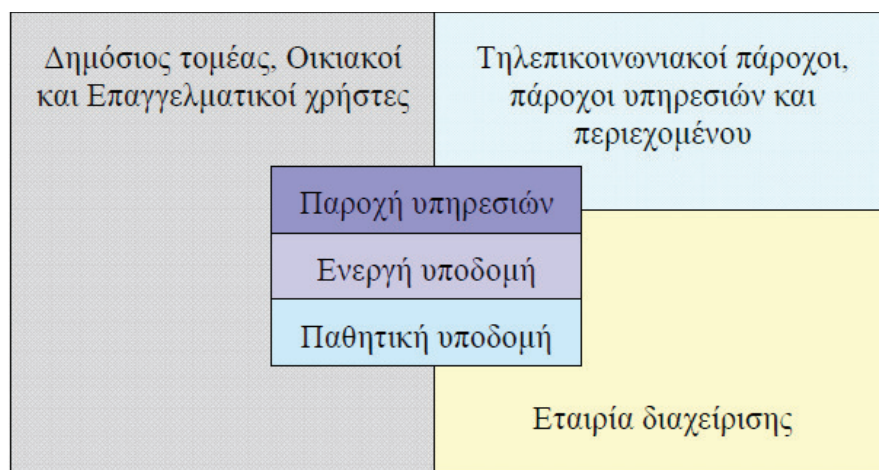 Δημόσιος τομέας, Οικιακοί
και Επαγγελματικοί χρήστες
Τηλεπικοινωνιακοί πάροχοι,
πάροχοι υπηρεσιών και
περιεχομένου
Παροχή υπηρεσιών
Ενεργή υποδομή
Παθητική υποδομή
Εταιρία διαχείρισης